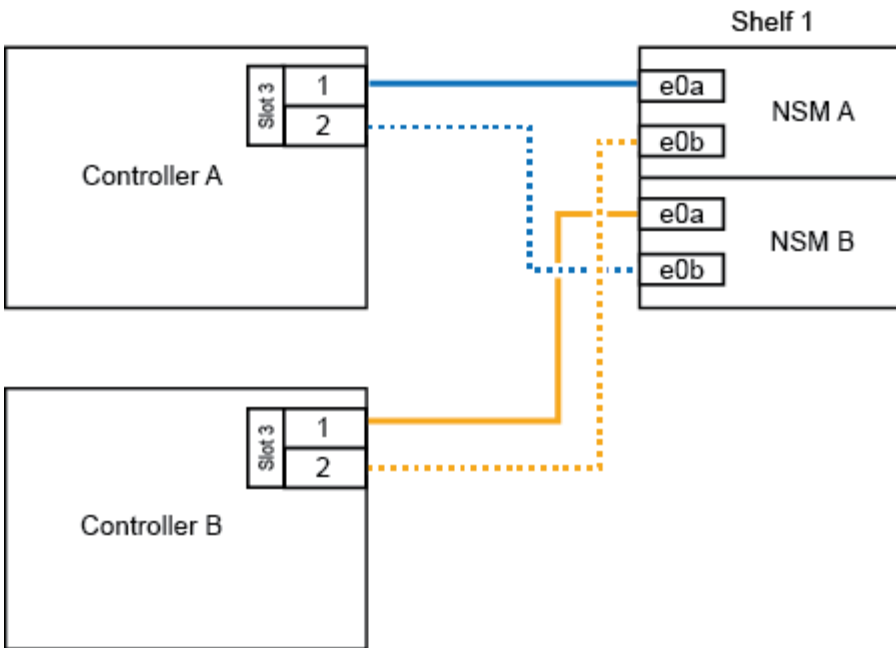 Shelf 1
Slot 3
1
2
Controller A
e0a
e0b
NSM A
e0a
e0b
NSM B
Slot 3
1
2
Controller B